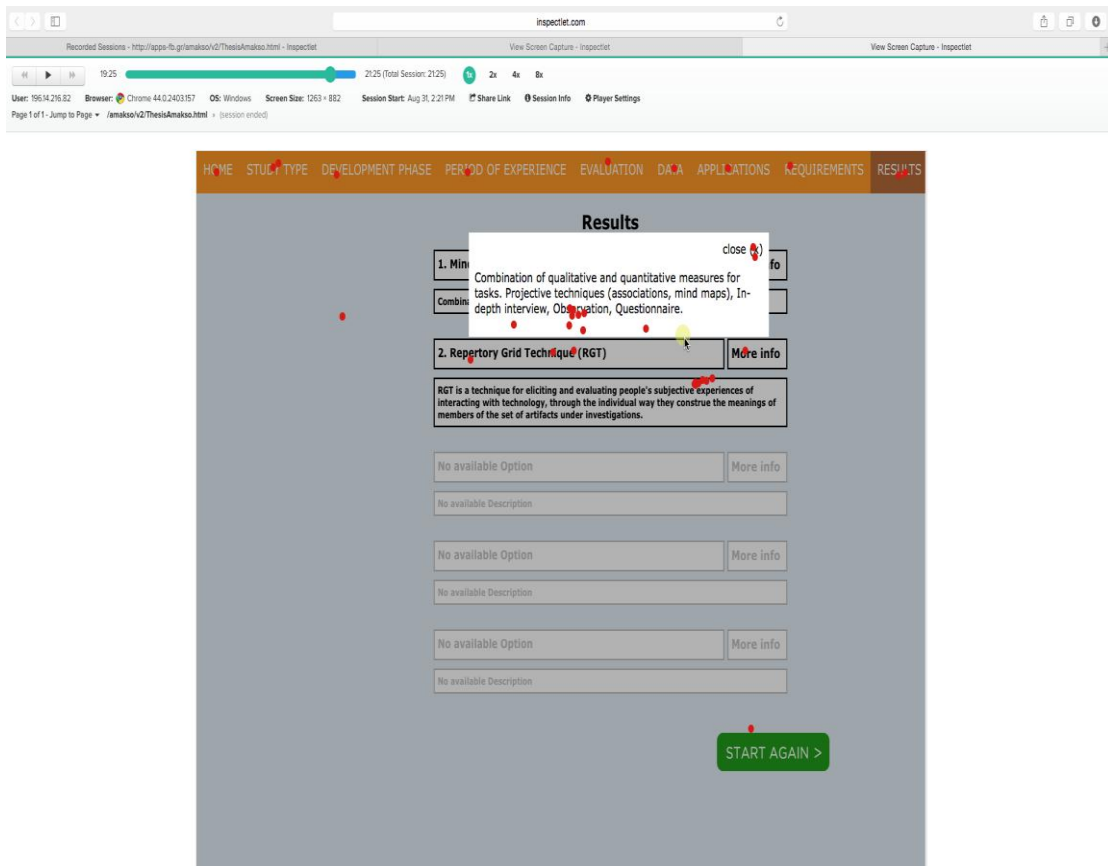 inspectlet.com
Recorded Sessions - http://apps-fb.gr/amakso/v2/ThesisAmakso.html - Inspectlet
View Screen Capture - Inspectlet
View Screen Capture - Inspectlet
19:25
21:25 (Total Session: 21:25)
1x 2x 4x 8x
User: 196.14.216.82 Browser: Chrome 44.0.2403.157 OS: Windows Screen Size: 1263 × 882 Session Start: Aug 31, 2:21 PM Share Link Session Info Player Settings
Page 1 of 1 - Jump to Page /amakso/v2/ThesisAmakso.html (session ended)
HOME STUDY TYPE DEVELOPMENT PHASE PERIOD OF EXPERIENCE EVALUATION DATA APPLICATIONS REQUIREMENTS RESULTS
Results
close (x)
1. Min
fo
Combin
Combination of qualitative and quantitative measures for
tasks. Projective techniques (associations, mind maps), In-
depth interview, Observation, Questionnaire.
2. Repertory Grid Technique (RGT)
More info
RGT is a technique for eliciting and evaluating people's subjective experiences of
interacting with technology, through the individual way they construe the meanings of
members of the set of artifacts under investigations.
No available Option
More info
No available Description
No available Option
More info
No available Description
No available Option
More info
No available Description
START AGAIN >